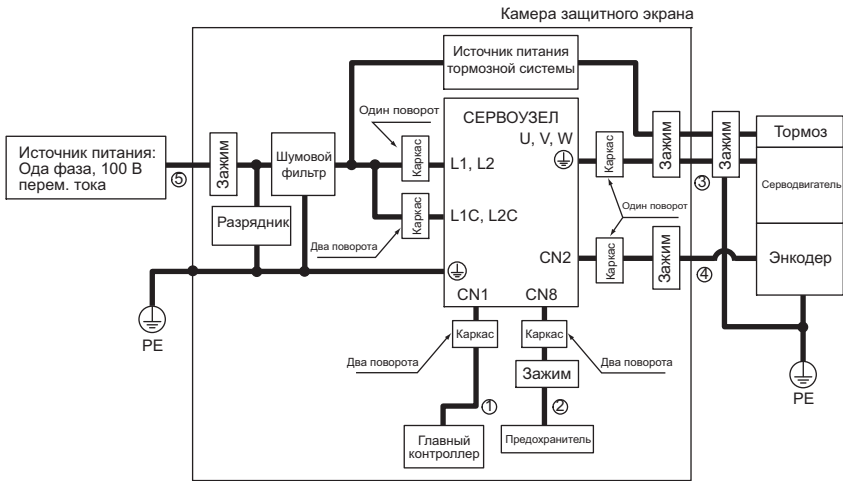 Камера защитного экрана
Источник питания
тормозной системы
Один поворот
СЕРВОУЗЕЛ
U, V, W
Тормоз
Источник питания:
Ода фаза, 100 В
перем. тока
⑤
Зажим
Шумовой
фильтр
Каркас
L1, L2
Каркас
Зажим
③
Зажим
Серводвигатель
Разрядник
Каркас
L1C, L2C
Один поворот
Два поворота
CN2
Каркас
Зажим
④
Энкодер
CN1
CN8
PE
Каркас
Каркас
Два поворота
Два поворота
Зажим
PE
①
②
Главный
контроллер
Предохранитель